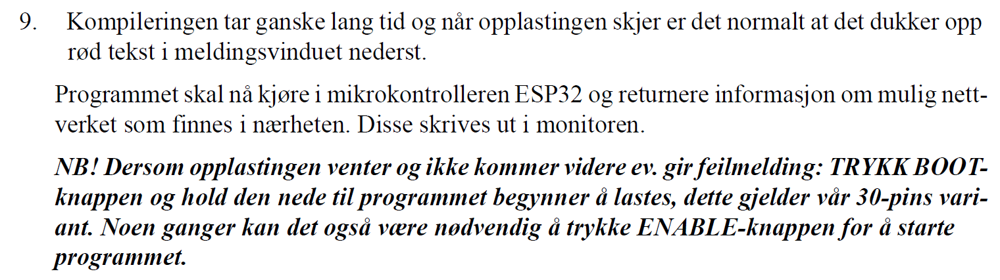 9. Kompileringen tar ganske lang tid og når opplastingen skjer er det normalt at det dukker opp
rød tekst i meldingsvinduet nederst.
Programmet skal nå kjøre i mikrokontrolleren ESP32 og returnere informasjon om mulig nett-
verket som finnes i nærheten. Disse skrives ut i monitoren.
NB! Dersom opplastingen venter og ikke kommer videre ev. gir feilmelding: TRYKK BOOT-
knappen og hold den nede til programmet begynner å lastes, dette gjelder vår 30-pins vari-
ant. Noen ganger kan det også være nødvendig å trykke ENABLE-knappen for å starte
programmet.